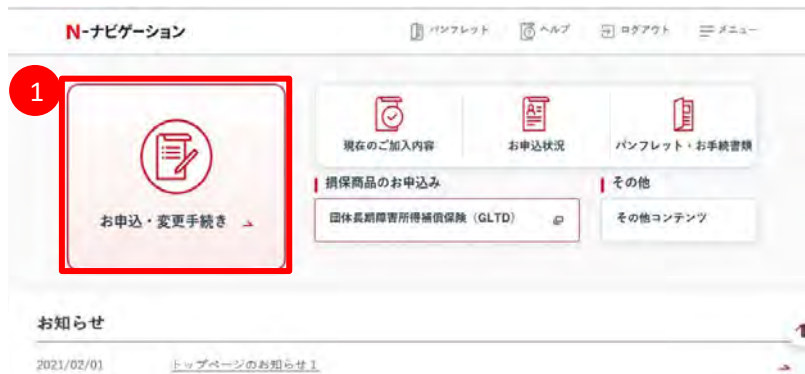 N-ナビゲーション
パンフレット ヘルプ ログアウト メニュー
1
お申込・変更手続き
現在のご加入内容 お申込状況 パンフレット・お手続書類
損保商品のお申込み
団体長期障害所得補償保険(GLTD)
その他
その他コンテンツ
お知らせ
2021/02/01 トップページのお知らせ1